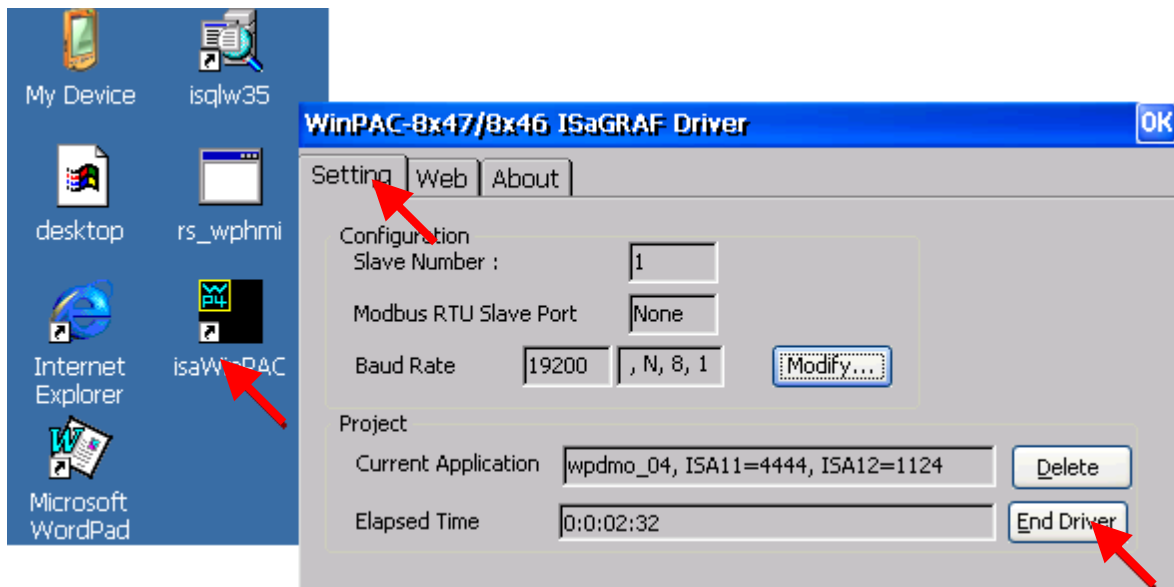 My Device
isqlw35
desktop
rs_wphmi
Internet
Explorer
isaWinPAC
Microsoft
WordPad
WinPAC-8x47/8x46 ISaGRAF Driver
OK
Setting
Web
About
Configuration
Slave Number :
1
Modbus RTU Slave Port
None
Baud Rate
19200
, N, 8, 1
Modify...
Project
Current Application
wpdmo_04, ISA11=4444, ISA12=1124
Delete
Elapsed Time
0:0:02:32
End Driver